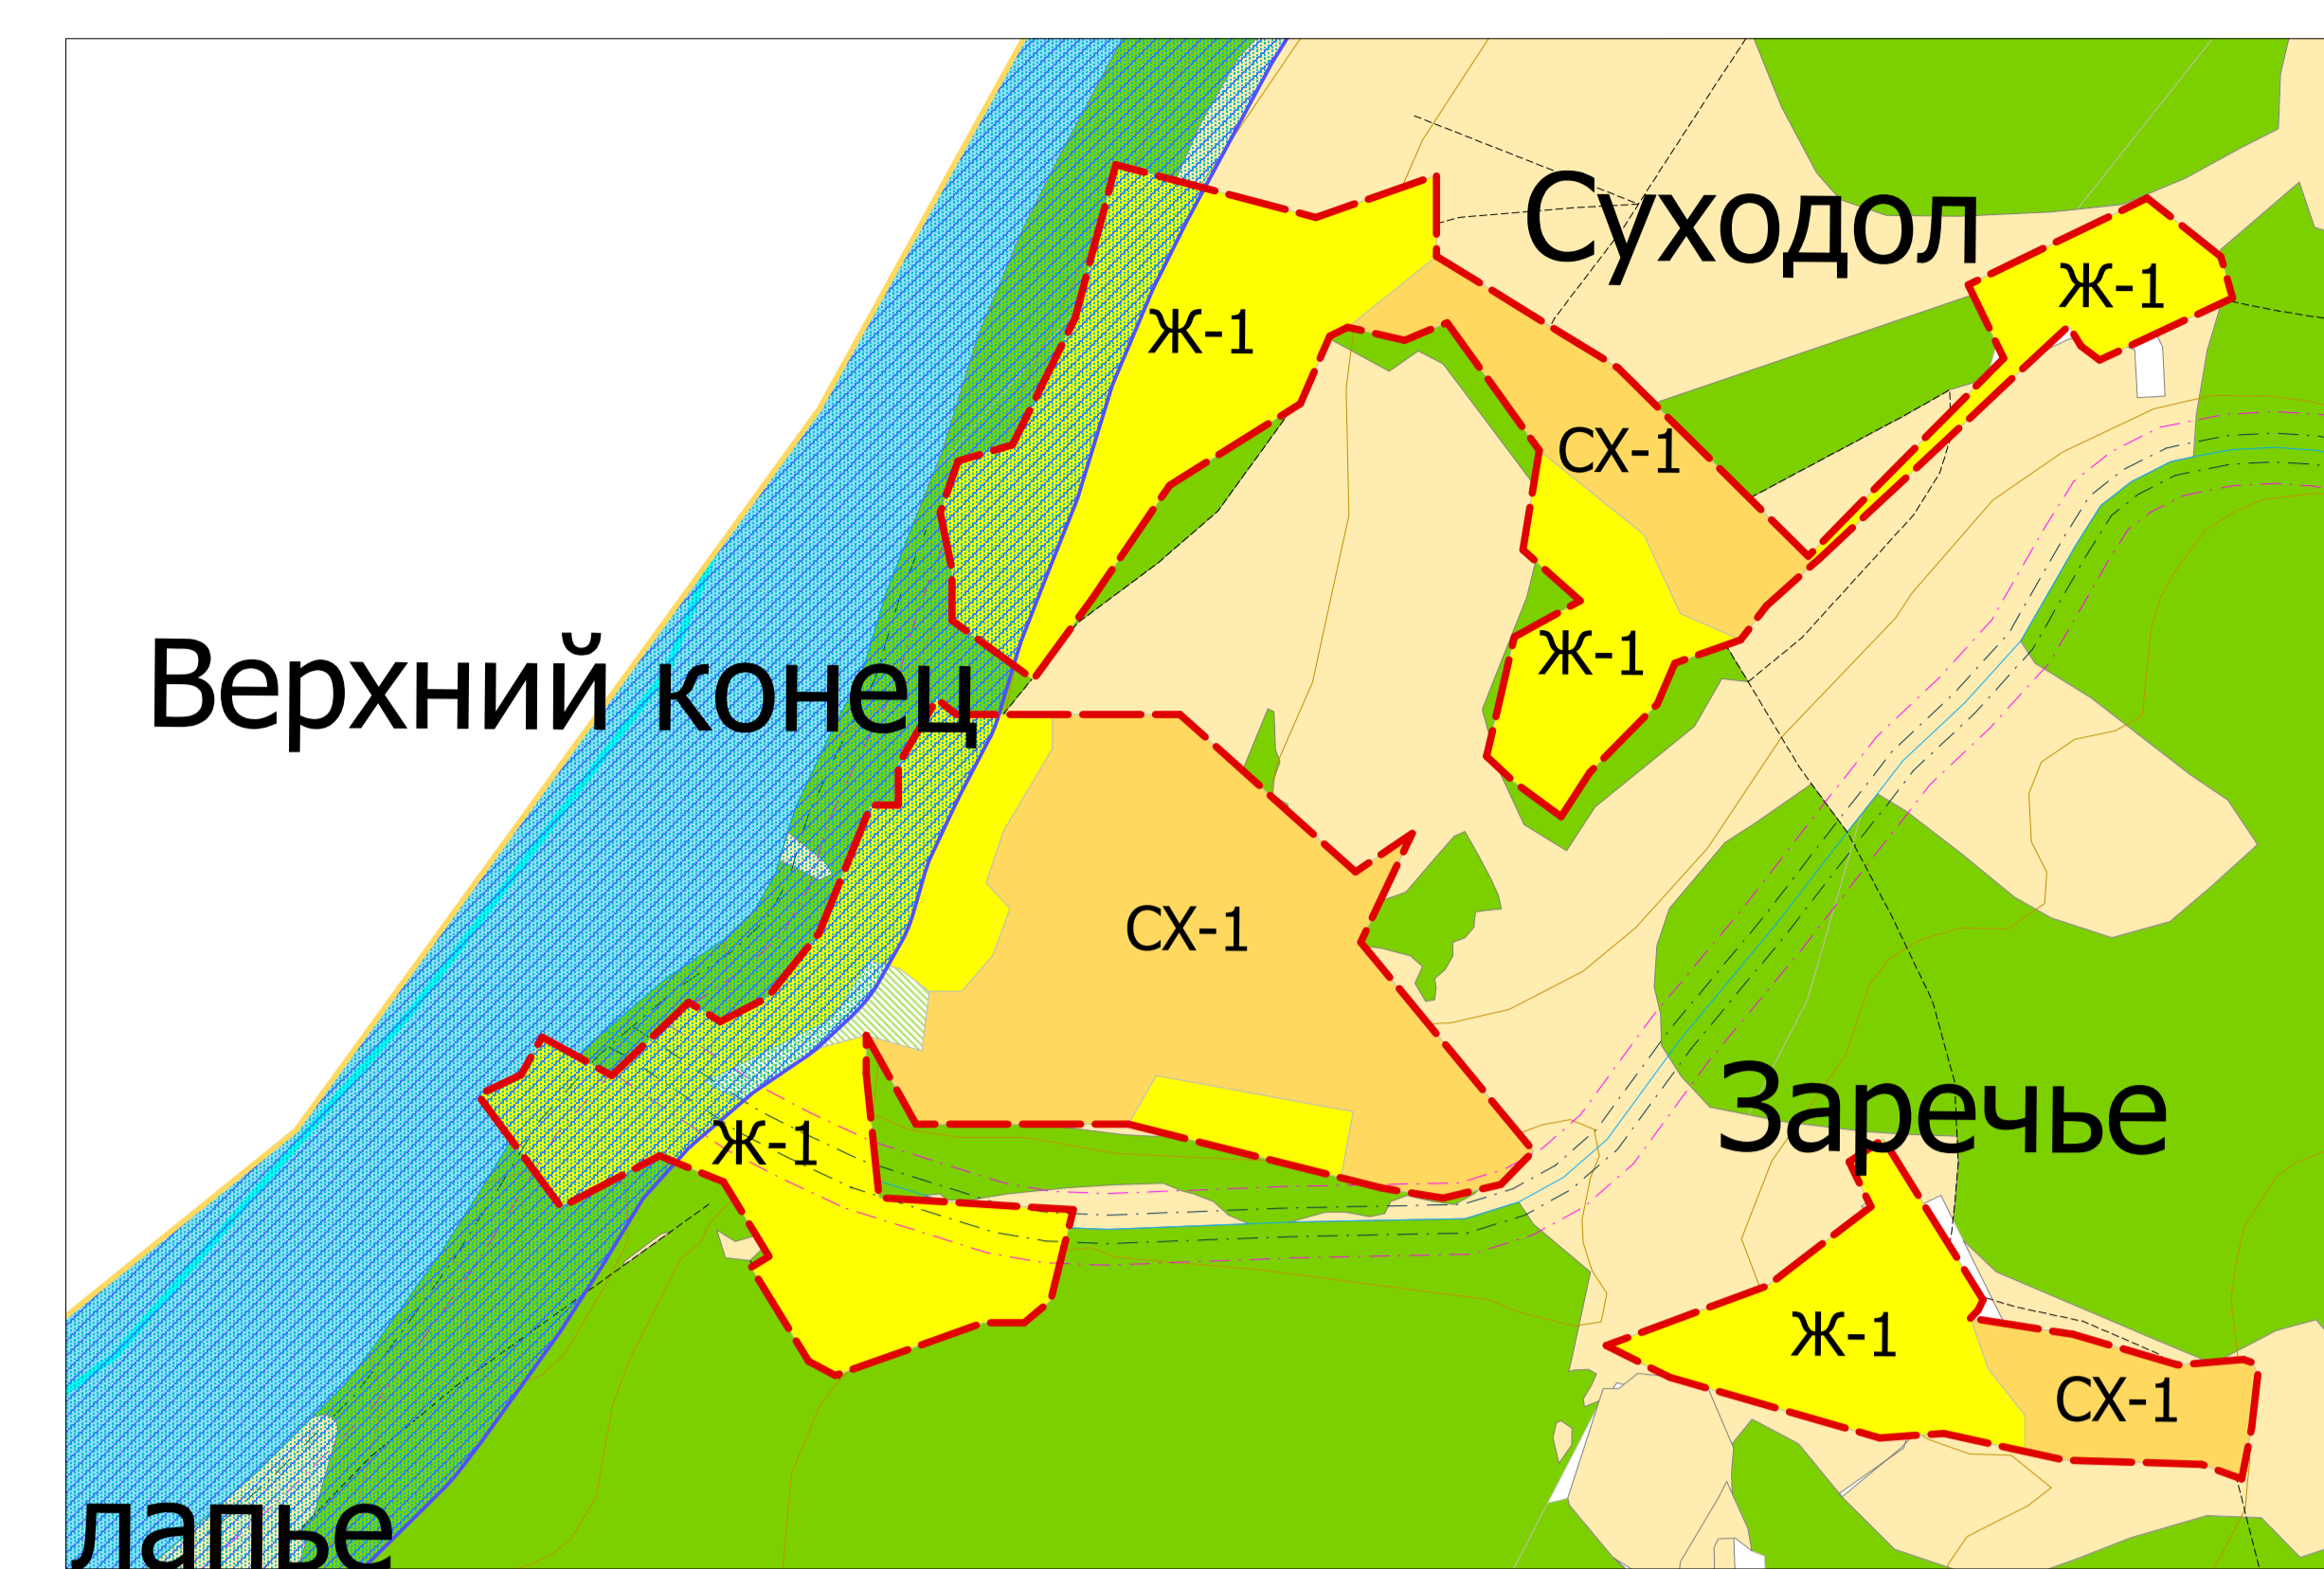 Суходол
Ж-1
Ж-1
СХ-1
Ж-1
Верхний конец
СХ-1
Заречье
Ж-1
Ж-1
СХ-1
лапье